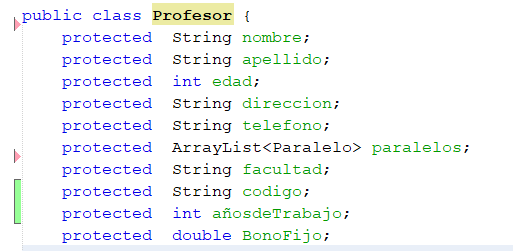 public class Profesor {
protected String nombre;
protected String apellido;
protected int edad;
protected String direccion;
protected String telefono;
protected ArrayList<Paralelo> paralelos;
protected String facultad;
protected String codigo;
protected int añosdeTrabajo;
protected double BonoFijo;